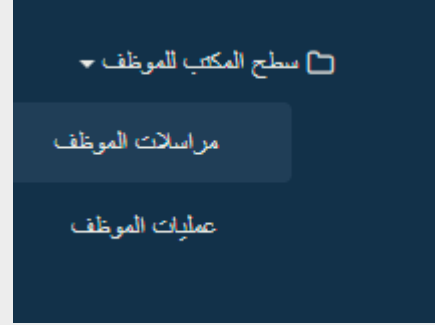 سطح المكتب للموظف
مراسلات الموظف
عمليات الموظف